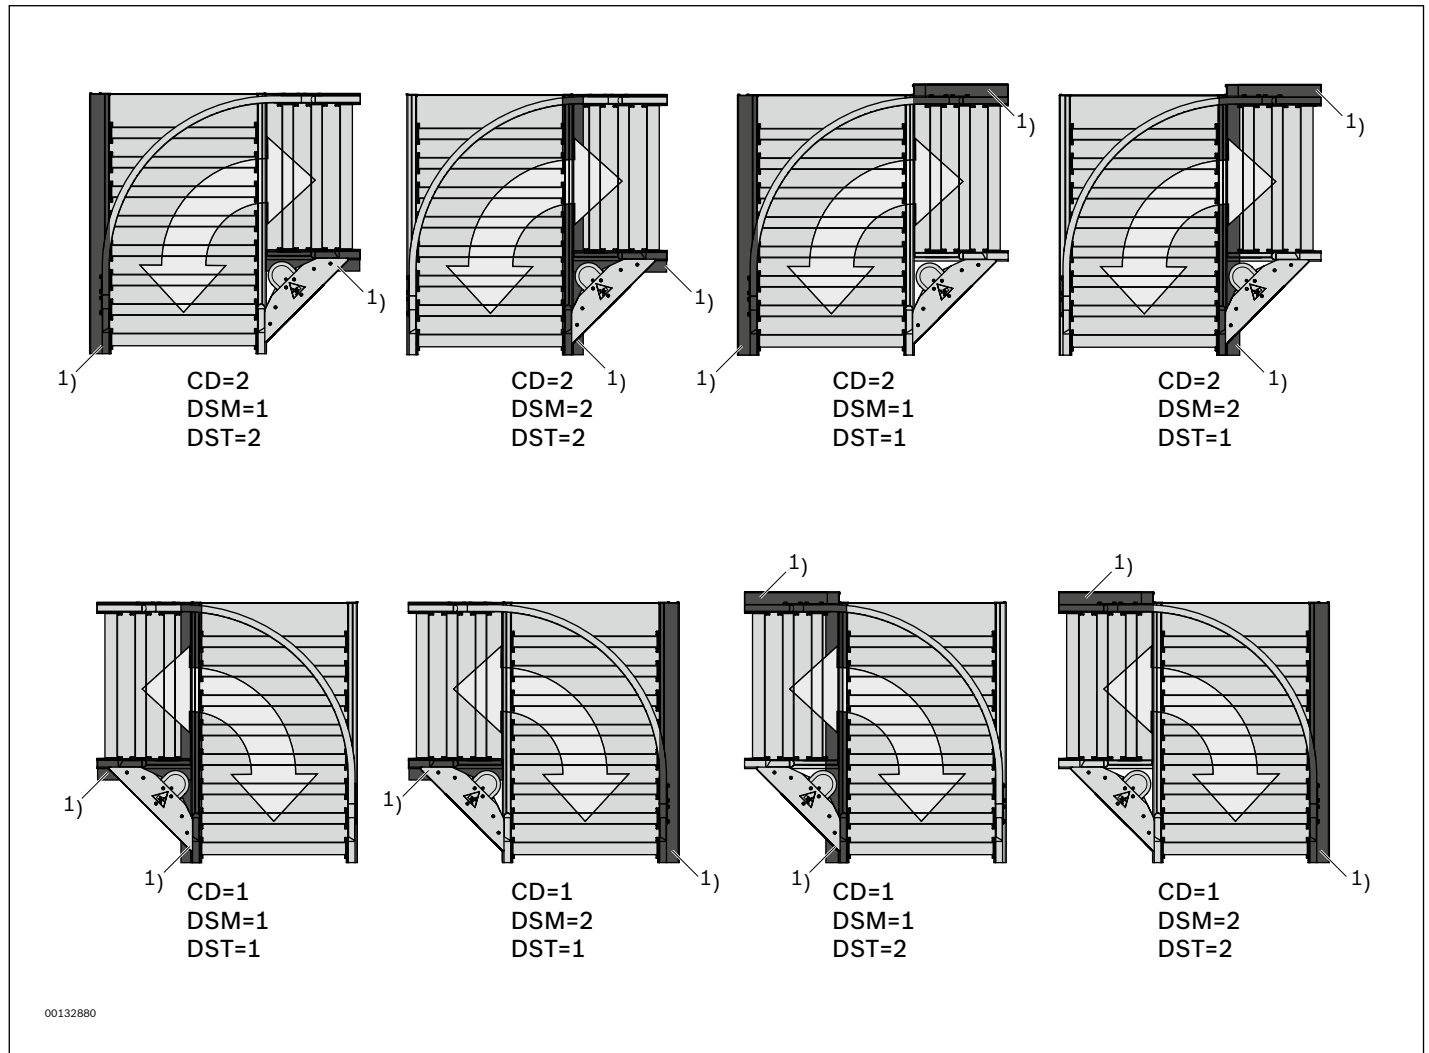 1)
1)
1)
1)
1)
1)
1)
1)
CD=2
DSM=1
DST=2
CD=2
DSM=2
DST=2
CD=2
DSM=1
DST=1
CD=2
DSM=2
DST=1
1)
1)
1)
1)
1)
1)
1)
1)
CD=1
DSM=1
DST=1
CD=1
DSM=2
DST=1
CD=1
DSM=1
DST=2
CD=1
DSM=2
DST=2
00132880